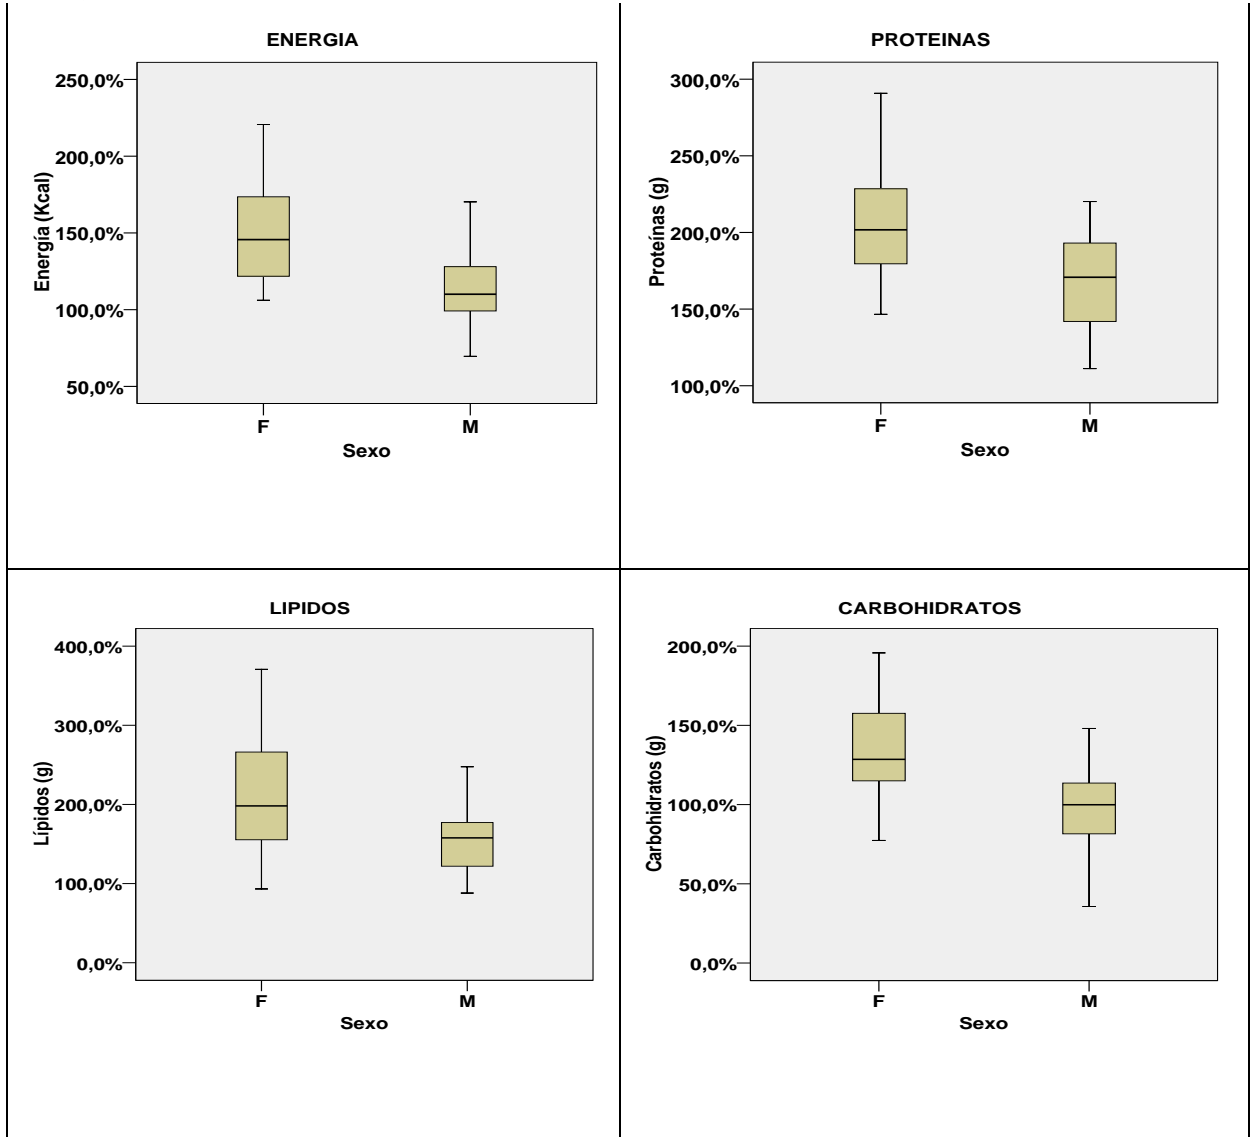 ENERGIA
250,0%
200,0%
150,0%
100,0%
50,0%
Energía (Kcal)
F
M
Sexo
PROTEINAS
300,0%
250,0%
200,0%
150,0%
100,0%
Proteínas (g)
F
M
Sexo
LIPIDOS
400,0%
300,0%
200,0%
100,0%
0,0%
Lípidos (g)
F
M
Sexo
CARBOHIDRATOS
200,0%
150,0%
100,0%
50,0%
0,0%
Carbohidratos (g)
F
M
Sexo